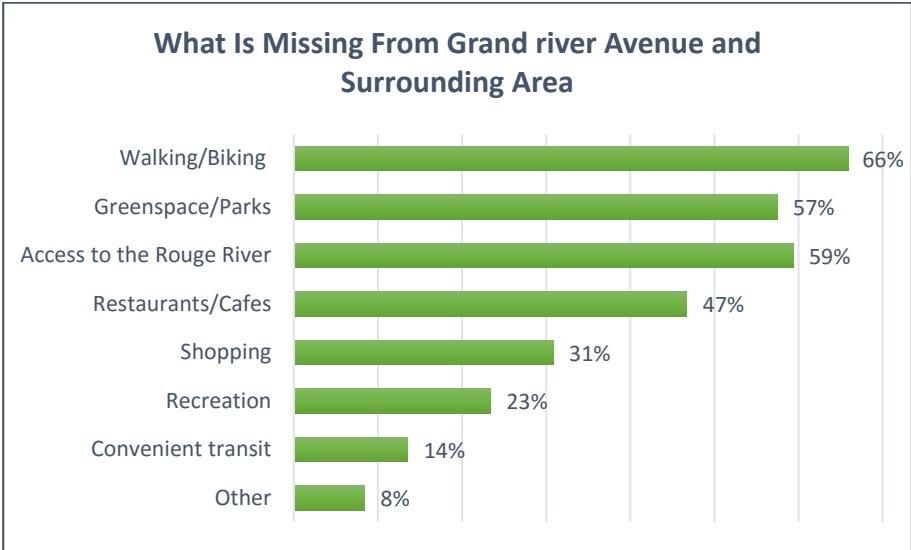 What Is Missing From Grand river Avenue and
Surrounding Area
Walking/Biking 66%
Greenspace/Parks 57%
Access to the Rouge River 59%
Restaurants/Cafes 47%
Shopping 31%
Recreation 23%
Convenient transit 14%
Other 8%